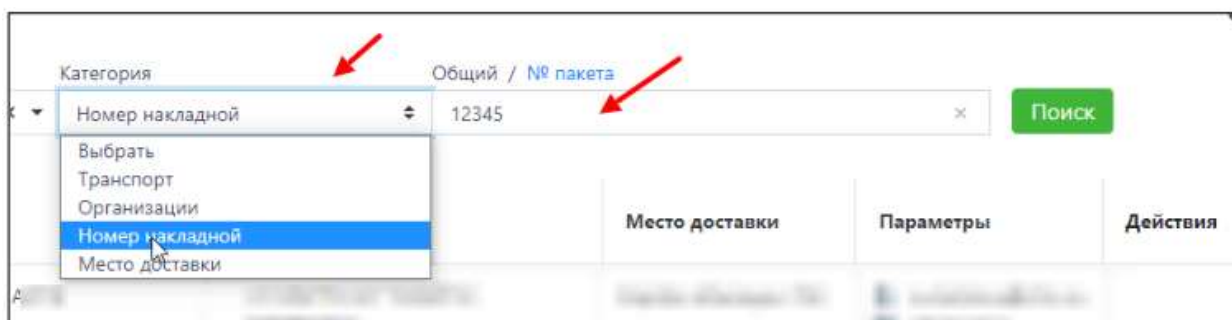 Категория
Общий / № пакета
Номер накладной
12345
×
Поиск
Выбрать
Транспорт
Организации
Номер накладной
Место доставки
Место доставки
Параметры
Действия